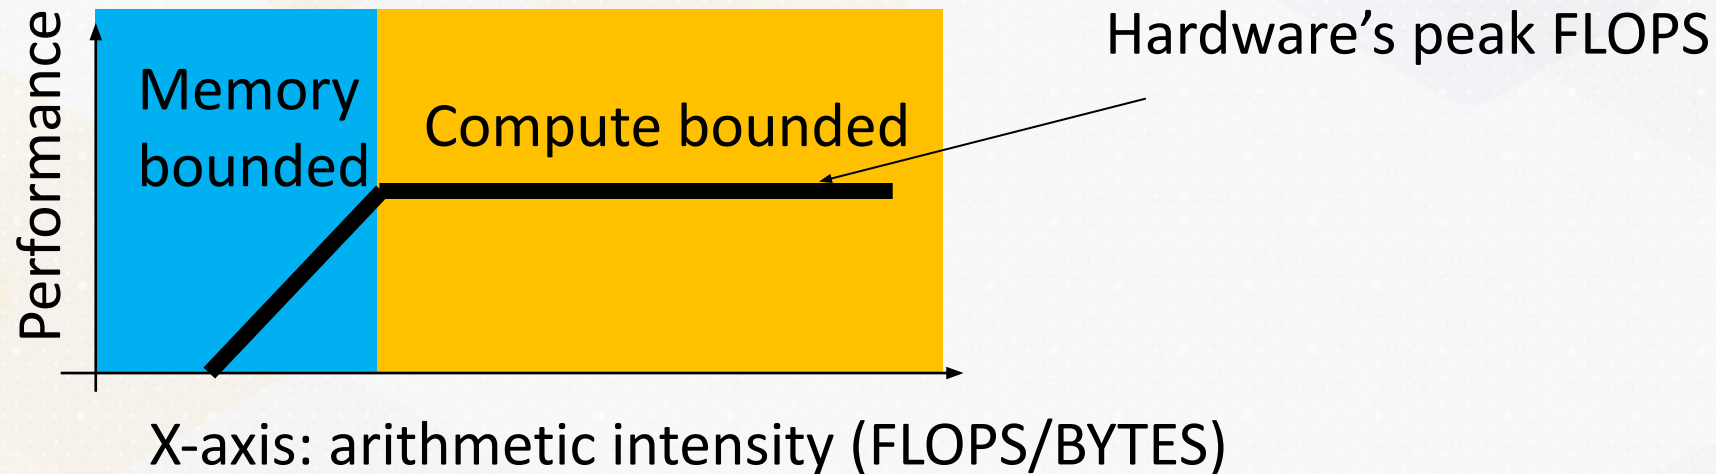 Hardware’s peak FLOPS
Performance
Memory
bounded
Compute bounded
X-axis: arithmetic intensity (FLOPS/BYTES)